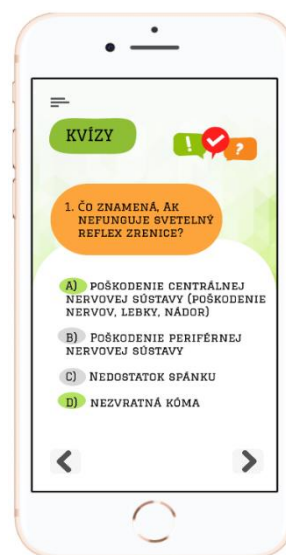 KVÍZY
! ?
1. Čo znamená, ak
nefunguje svetelný
reflex zrenice?
A) poškodenie centrálnej
nervovej sústavy (poškodenie
nervov, lebky, nádor)
B) Poškodenie periférnej
nervovej sústavy
C) Nedostatok spánku
D) nezvratná kóma